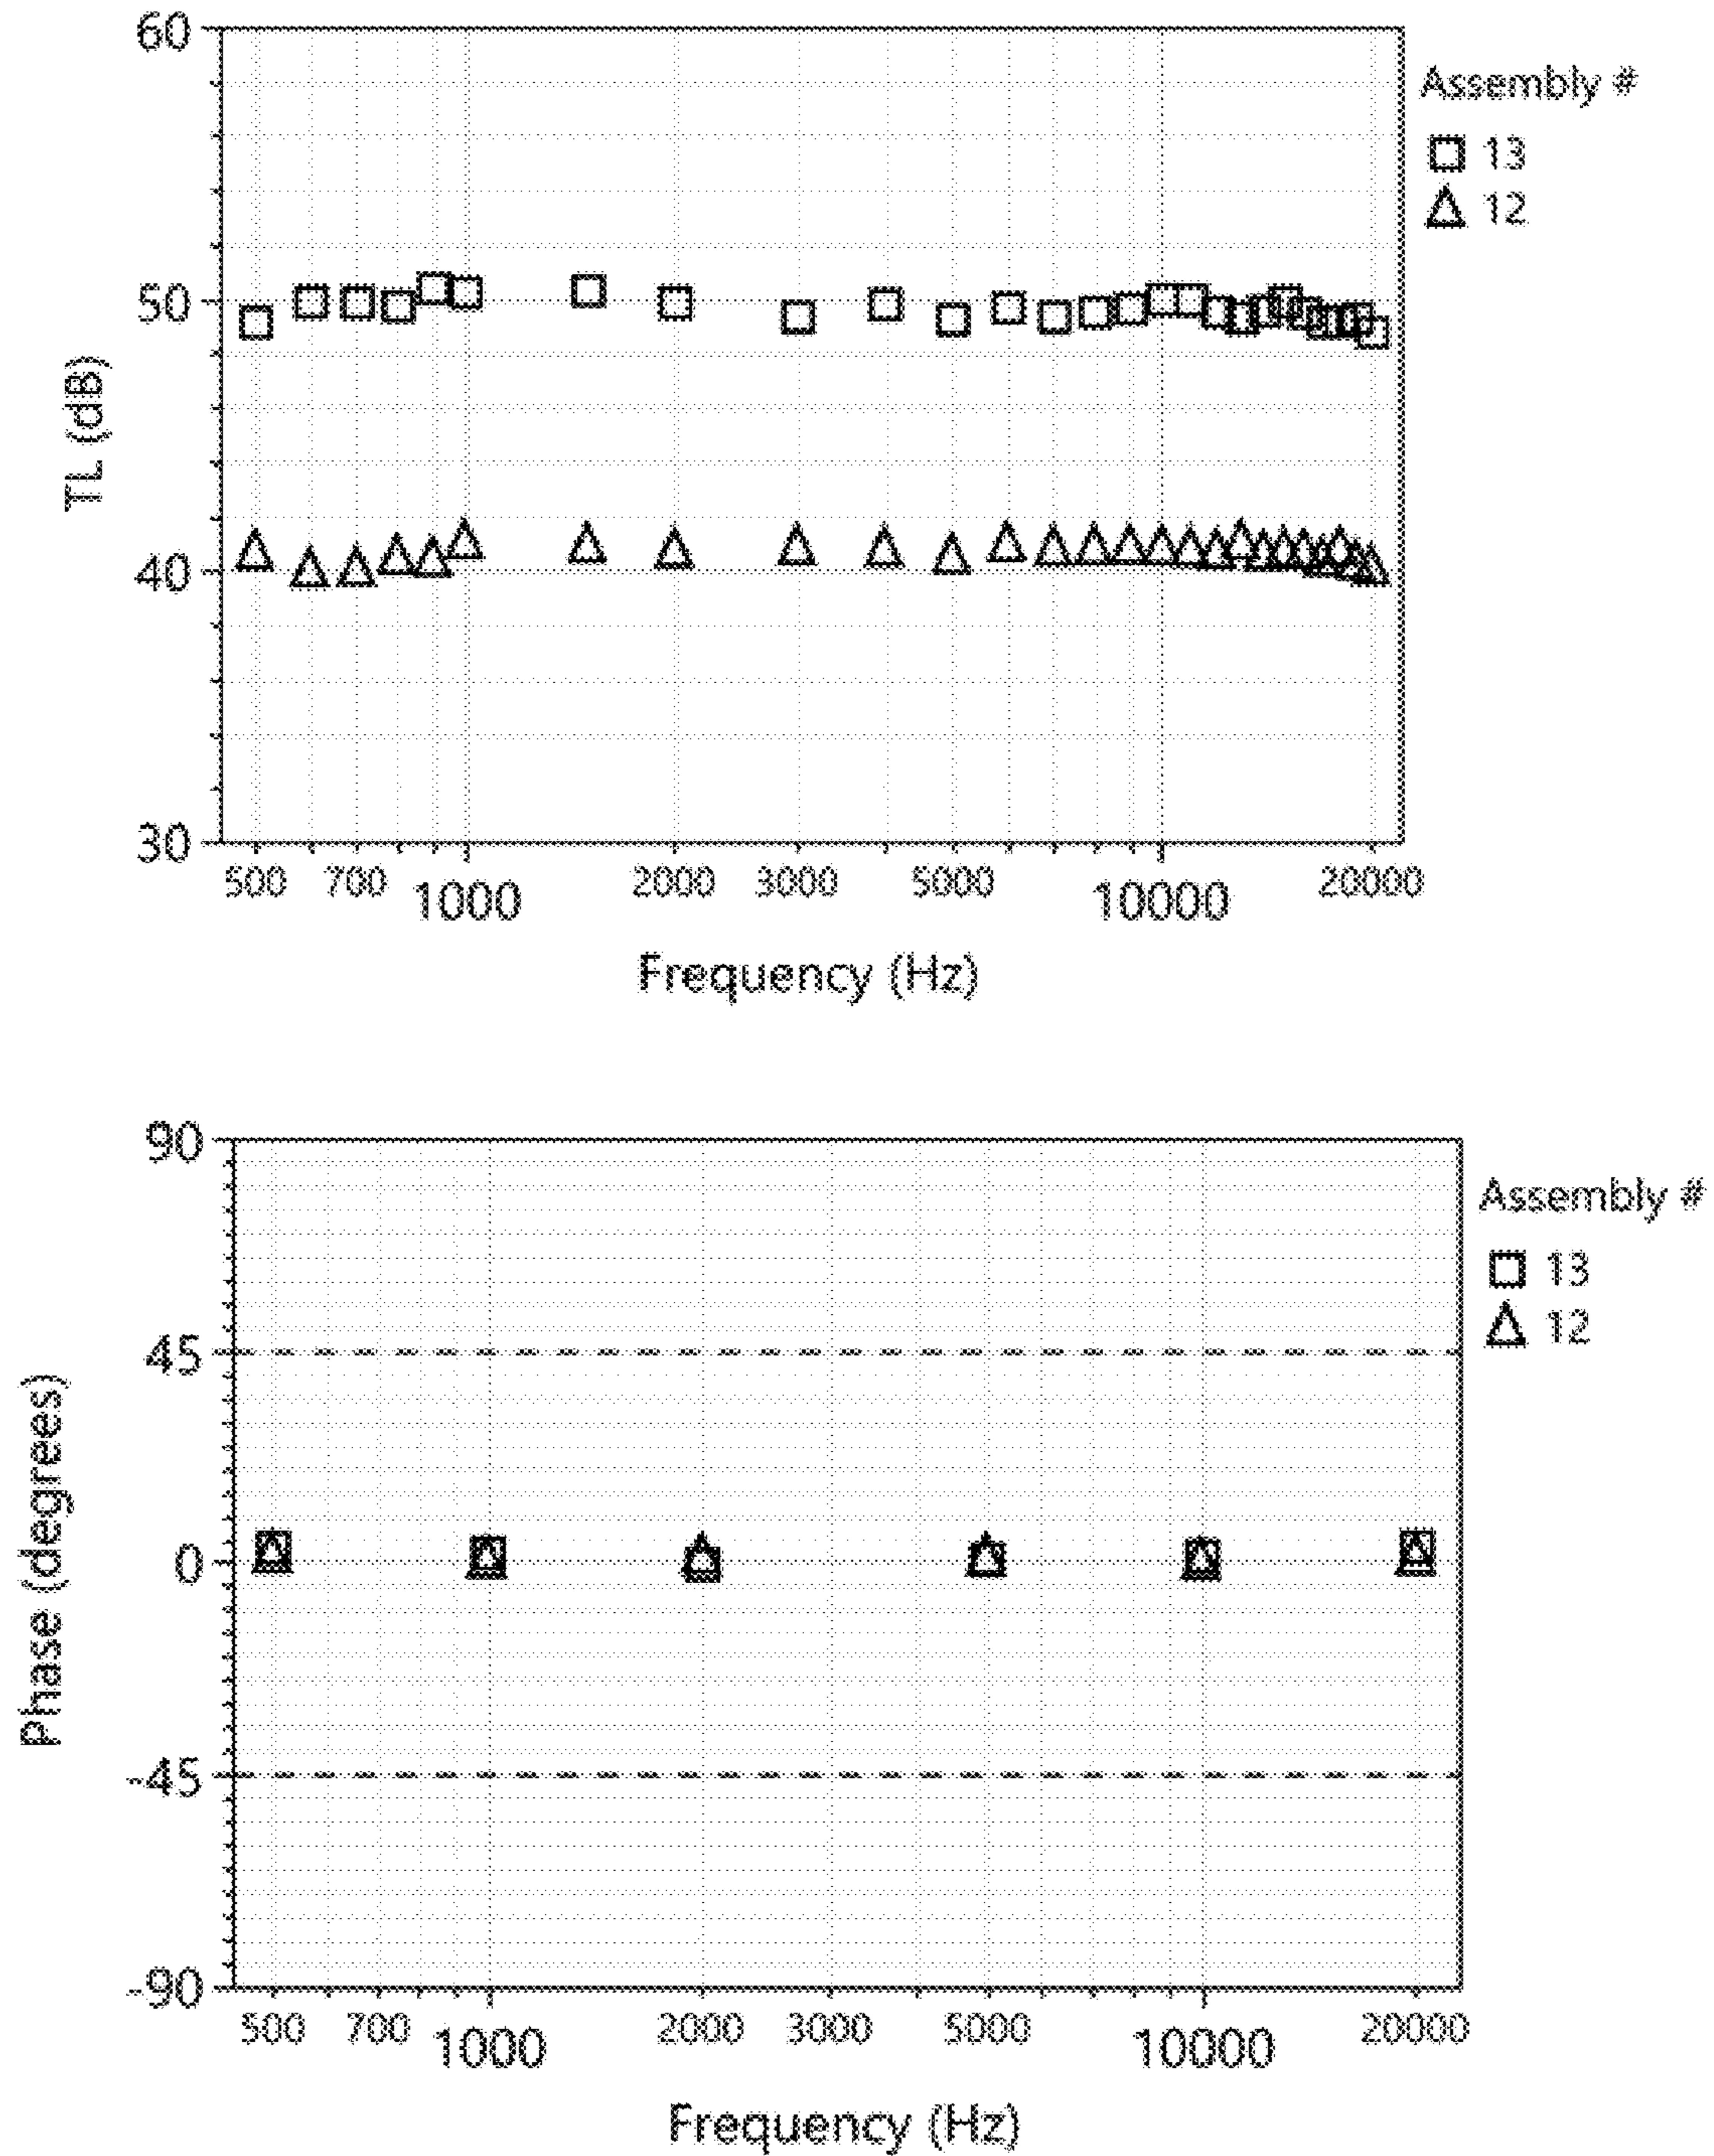 60
50
40
30
TL (dB)
500 700 1000 2000 3000 5000 10000 20000
Frequency (Hz)
Assembly #
13
12
90
45
0
-45
-90
Phase (degrees)
500 700 1000 2000 3000 5000 10000 20000
Frequency (Hz)
Assembly #
13
12